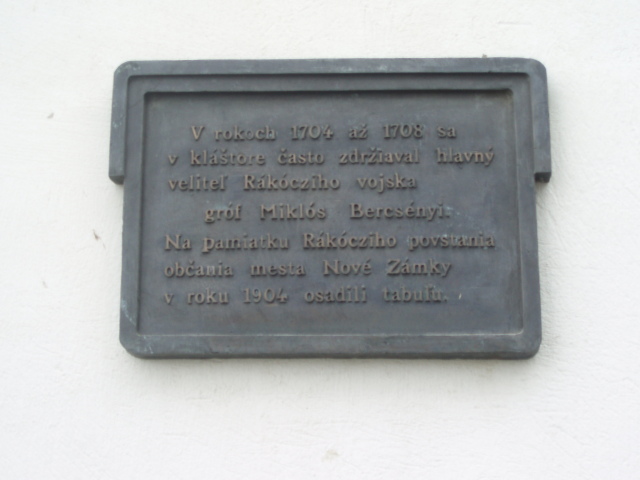 V rokoch 1704 až 1708 sa
v kláštore často zdržiaval hlavný
veliteľ Rákócziho vojska
gróf Miklós Bercsényi.
Na pamiatku Rákócziho povstania
občania mesta Nové Zámky
v roku 1904 osadili tabuľu.